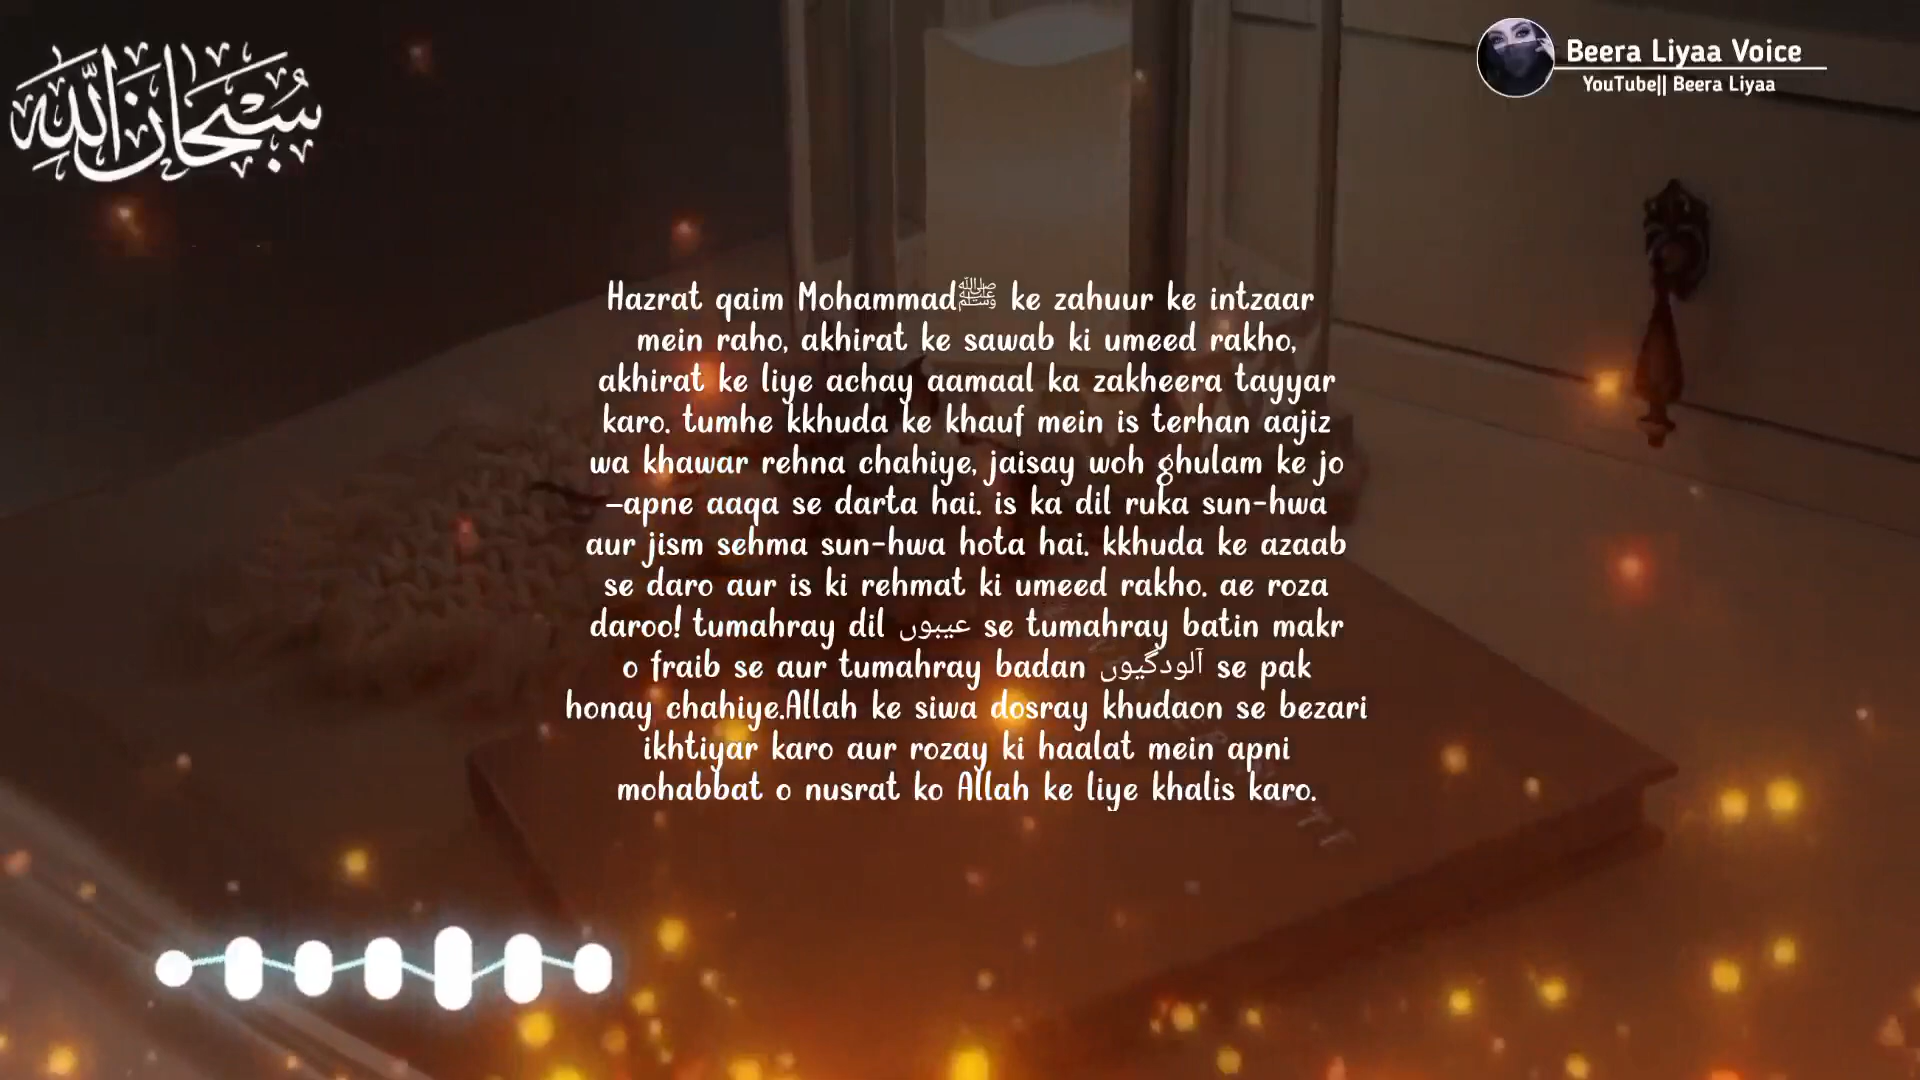 سُبْحَانَ اللَّه
Beera Liyaa Voice
YouTube|| Beera Liyaa
Hazrat qaim Mohammadﷺ ke zahuur ke intzaar
mein raho, akhirat ke sawab ki umeed rakho,
akhirat ke liye achay aamaal ka zakheera tayyar
karo. tumhe kkhuda ke khauf mein is terhan aajiz
wa khawar rehna chahiye, jaisay woh ghulam ke jo
-apne aaqa se darta hai. is ka dil ruka sun-hwa
aur jism sehma sun-hwa hota hai. kkhuda ke azaab
se daro aur is ki rehmat ki umeed rakho. ae roza
daroo! tumahray dil عیبوں se tumahray batin makr
o fraib se aur tumahray badan آلودگیوں se pak
honay chahiye.Allah ke siwa dosray khudaon se bezari
ikhtiyar karo aur rozay ki haalat mein apni
mohabbat o nusrat ko Allah ke liye khalis karo.